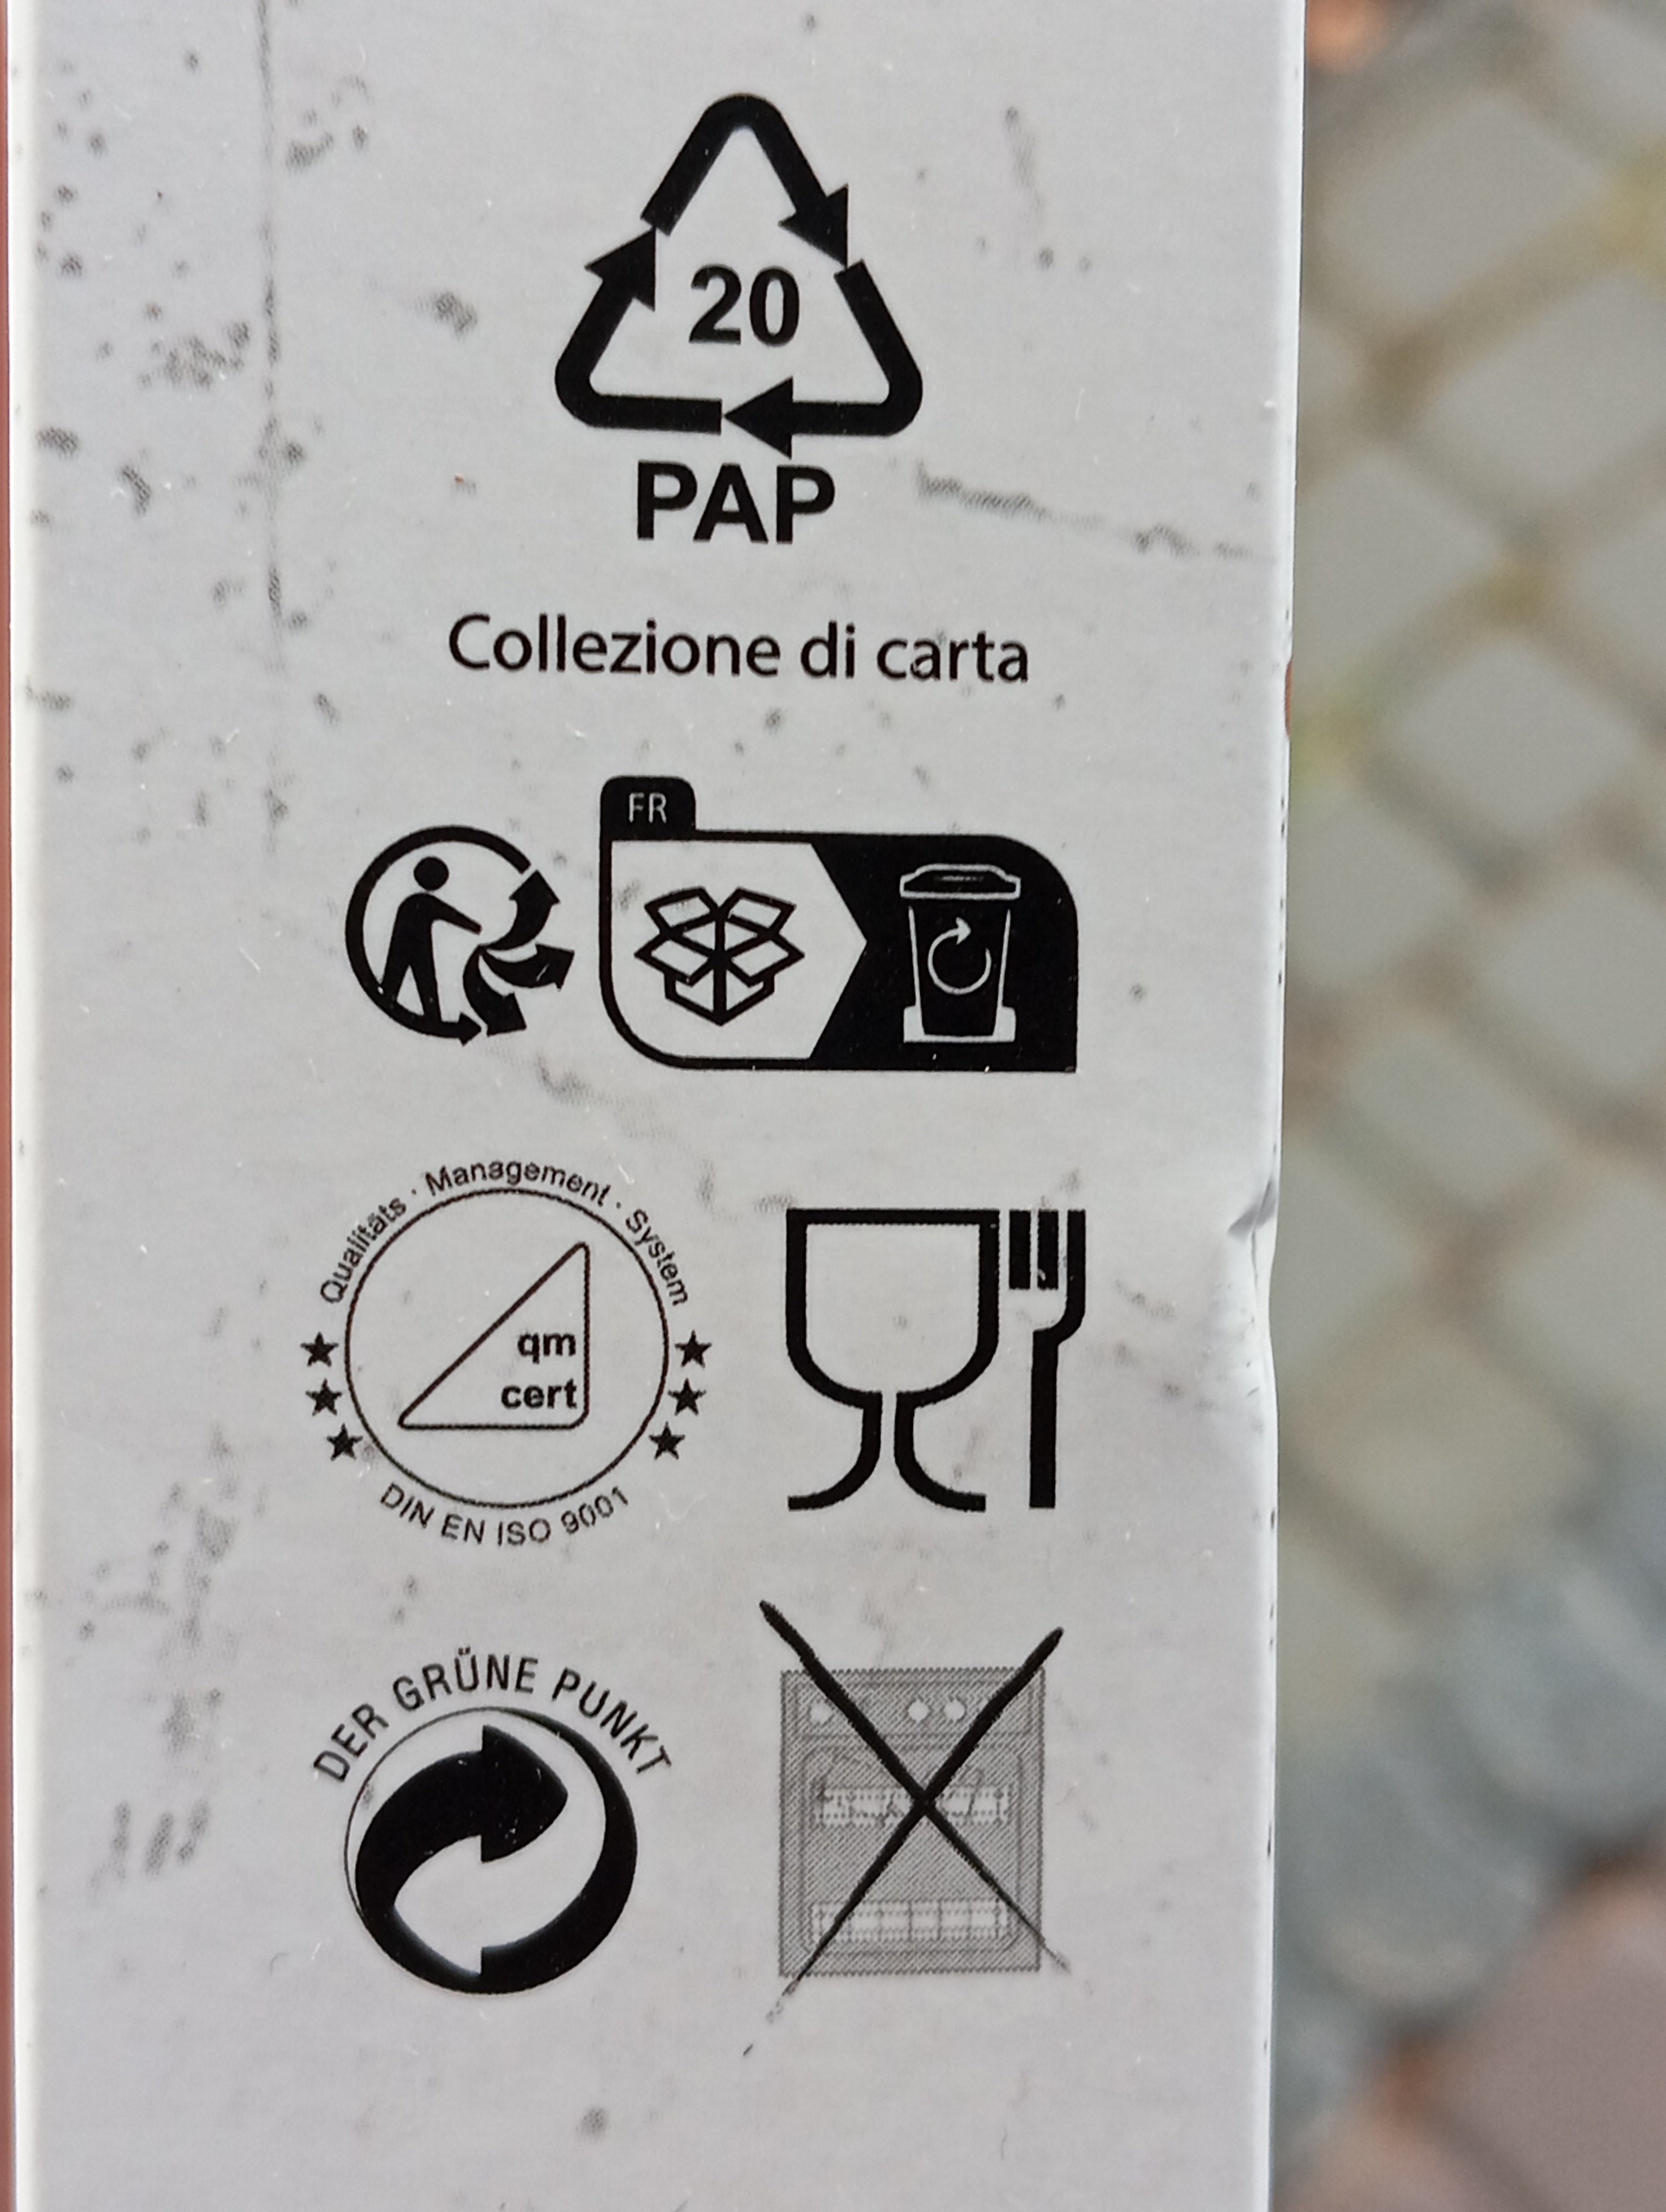 20
PAP
Collezione di carta
FR
Qualitäts · Management · System
qm
cert
DIN EN ISO 9001
DER GRÜNE PUNKT